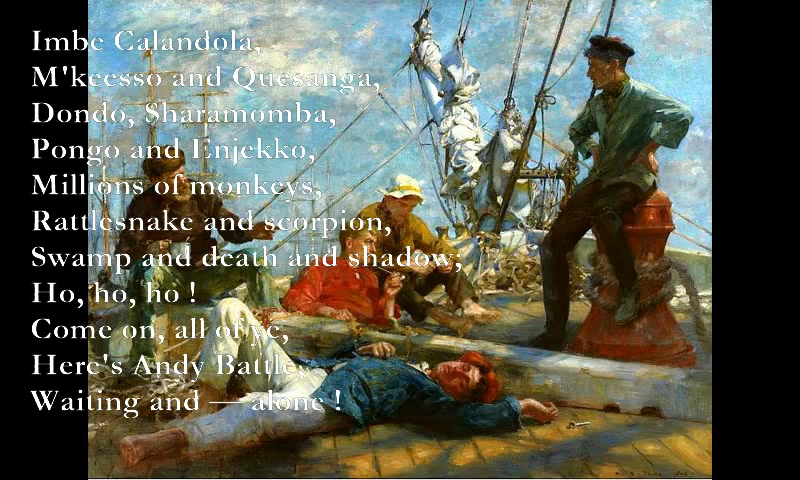 Imbe Calandola,
M'keesso and Quesanga,
Dondo, Sharamomba,
Pongo and Enjekko,
Millions of monkeys,
Rattlesnake and scorpion,
Swamp and death and shadow;
Ho, ho, ho !
Come on, all of ye,
Here's Andy Battle,
Waiting and — alone !